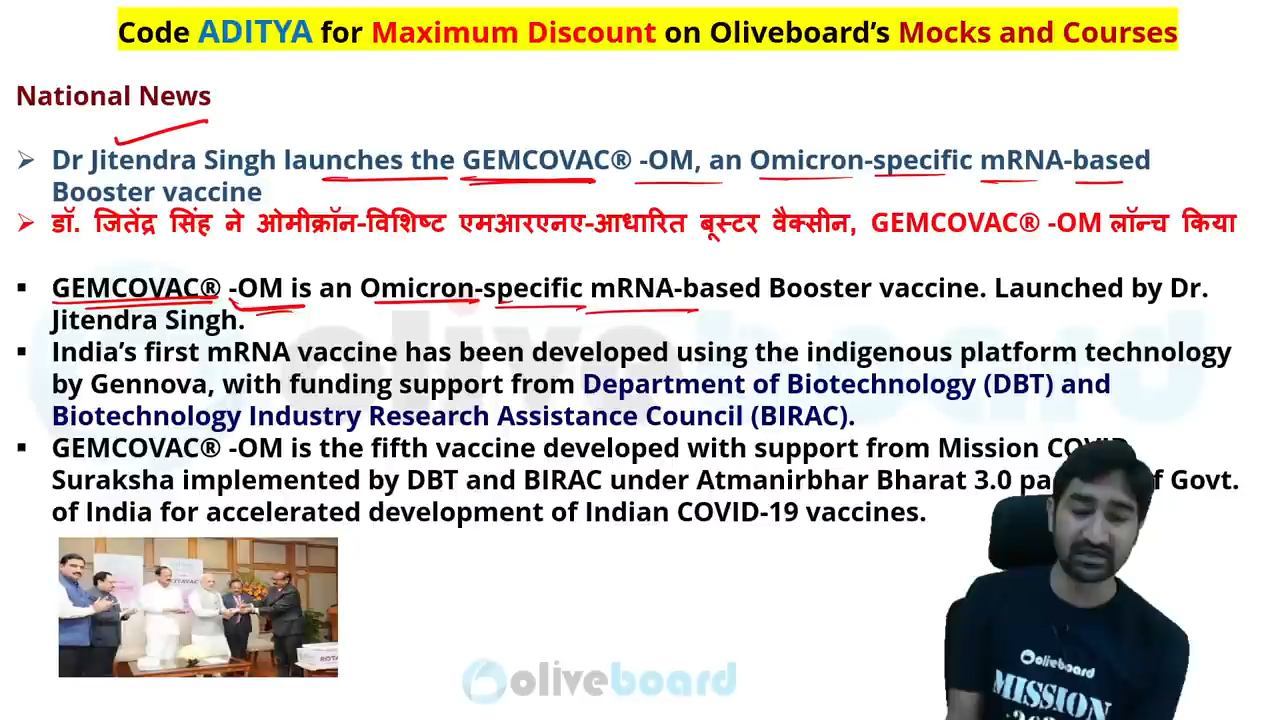 Code ADITYA for Maximum Discount on Oliveboard's Mocks and Courses
National News
Dr Jitendra Singh launches the GEMCOVAC® -OM, an Omicron-specific mRNA-based
Booster vaccine
डॉ. जितेंद्र सिंह ने ओमीक्रॉन-विशिष्ट एमआरएनए-आधारित बूस्टर वैक्सीन, GEMCOVAC® -OM लॉन्च किया
GEMCOVAC® -OM is an Omicron-specific mRNA-based Booster vaccine. Launched by Dr.
Jitendra Singh.
India's first mRNA vaccine has been developed using the indigenous platform technology
by Gennova, with funding support from Department of Biotechnology (DBT) and
Biotechnology Industry Research Assistance Council (BIRAC).
GEMCOVAC® -OM is the fifth vaccine developed with support from Mission COVID
Suraksha implemented by DBT and BIRAC under Atmanirbhar Bharat 3.0 Govt.
of India for accelerated development of Indian COVID-19 vaccines.
oliveboard
oliveboard
oliveboard
MISSION